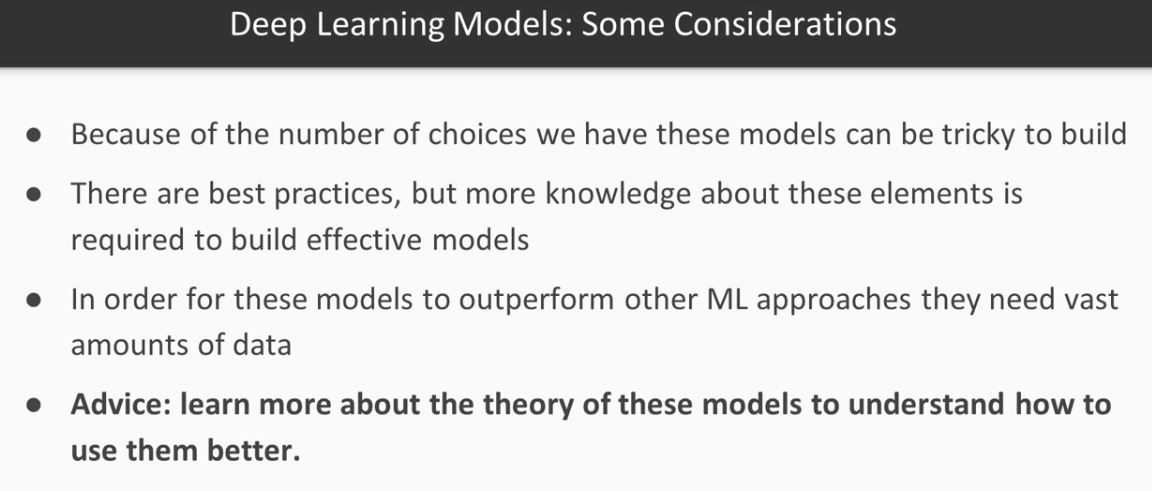 Deep Learning Models: Some Considerations
● Because of the number of choices we have these models can be tricky to build
● There are best practices, but more knowledge about these elements is
required to build effective models
● In order for these models to outperform other ML approaches they need vast
amounts of data
● Advice: learn more about the theory of these models to understand how to
use them better.